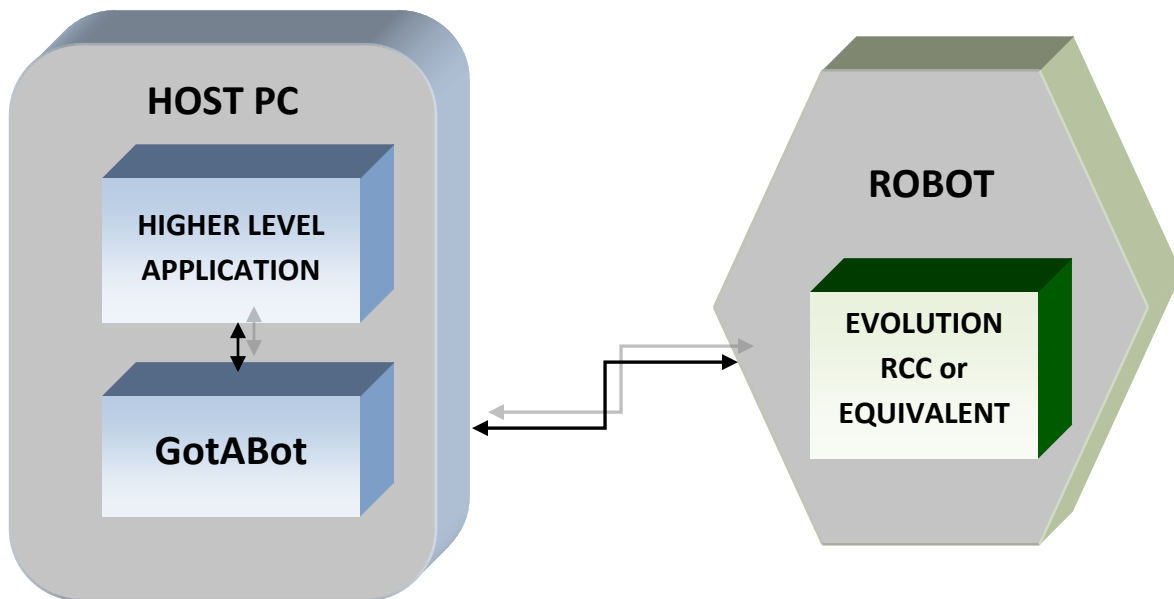 HOST PC
HIGHER LEVEL
APPLICATION
GotABot
ROBOT
EVOLUTION
RCC or
EQUIVALENT